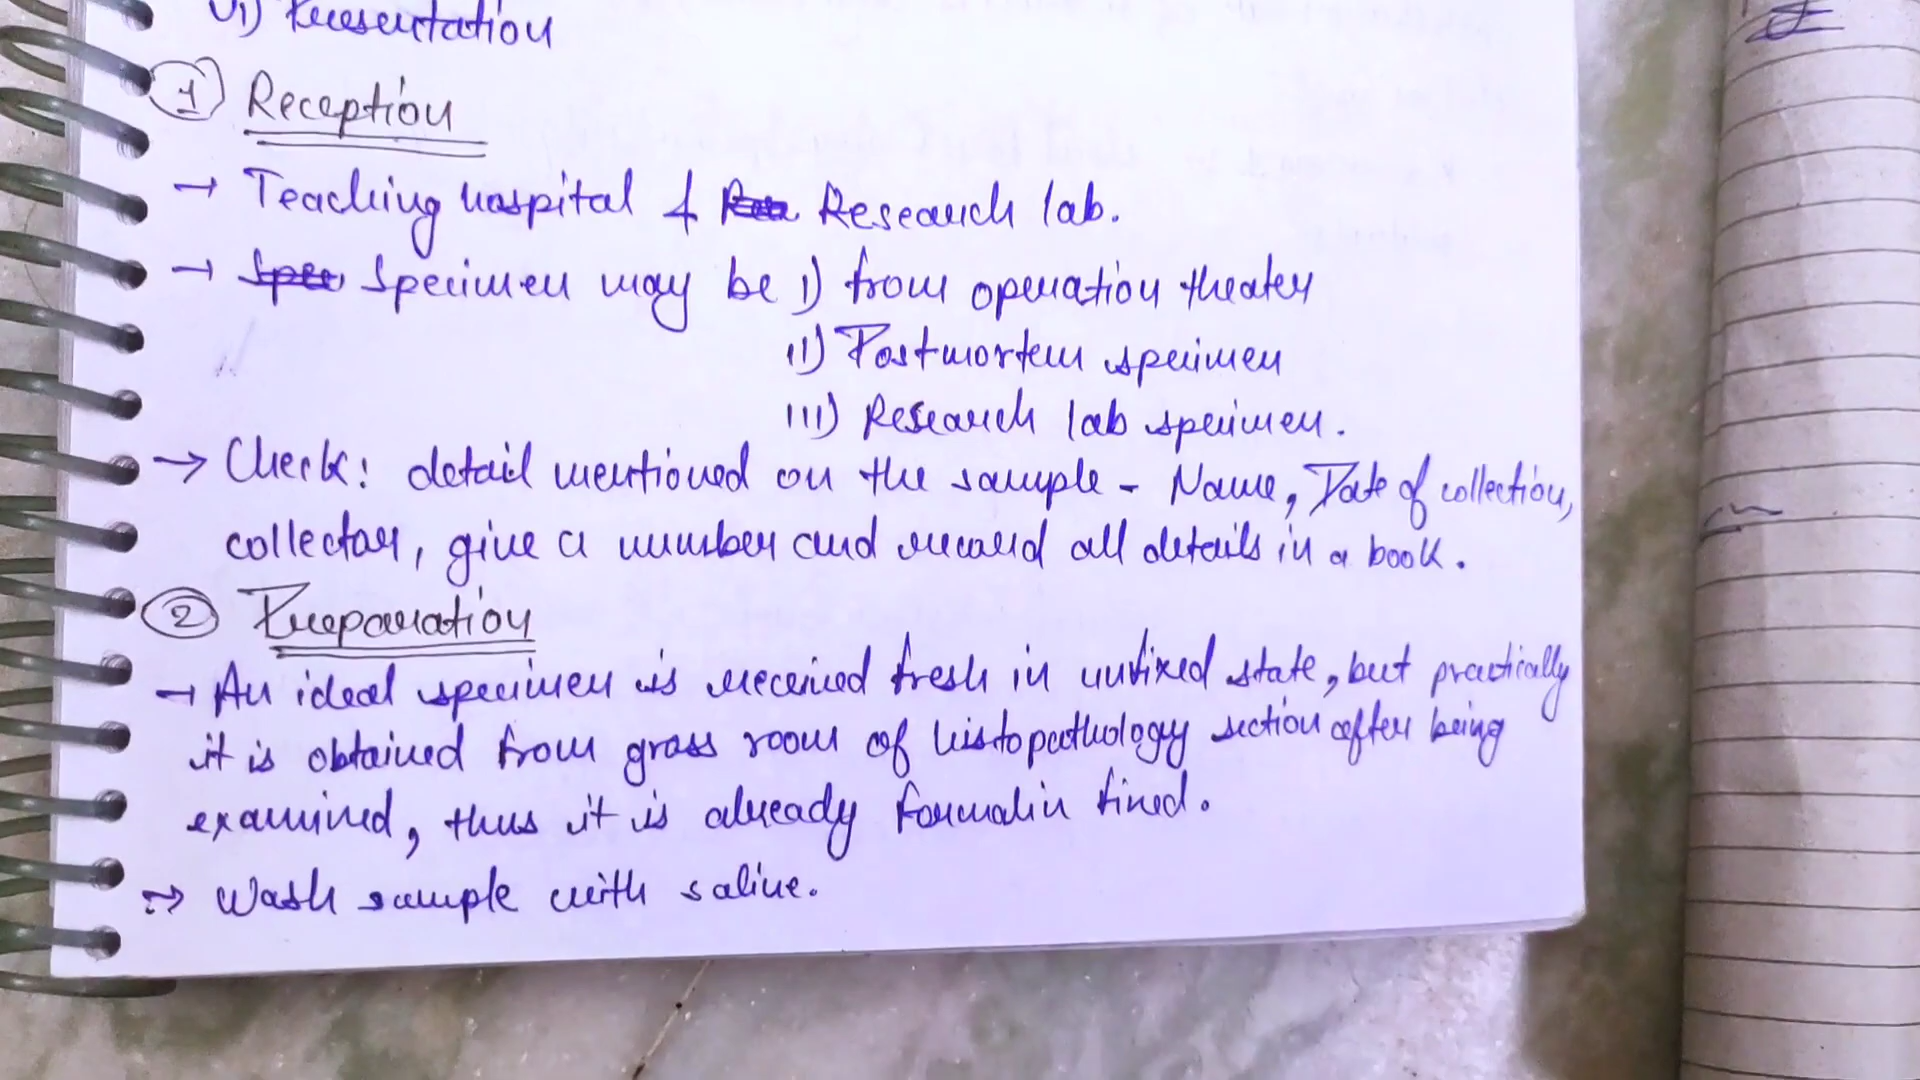 vi) Presentation
1 Reception
→ Teaching hospital & Research lab.
→ Specimen may be i) from operation theater
ii) Postmortem specimen
iii) Research lab specimen.
→ Check: detail mentioned on the sample - Name, Date of collection,
collector, give a number and record all details in a book.
2 Preparation
→ An ideal specimen is received fresh in unfixed state, but practically
it is obtained from gross room of histopathology section after being
examined, thus it is already formalin fixed.
→ Wash sample with saline.